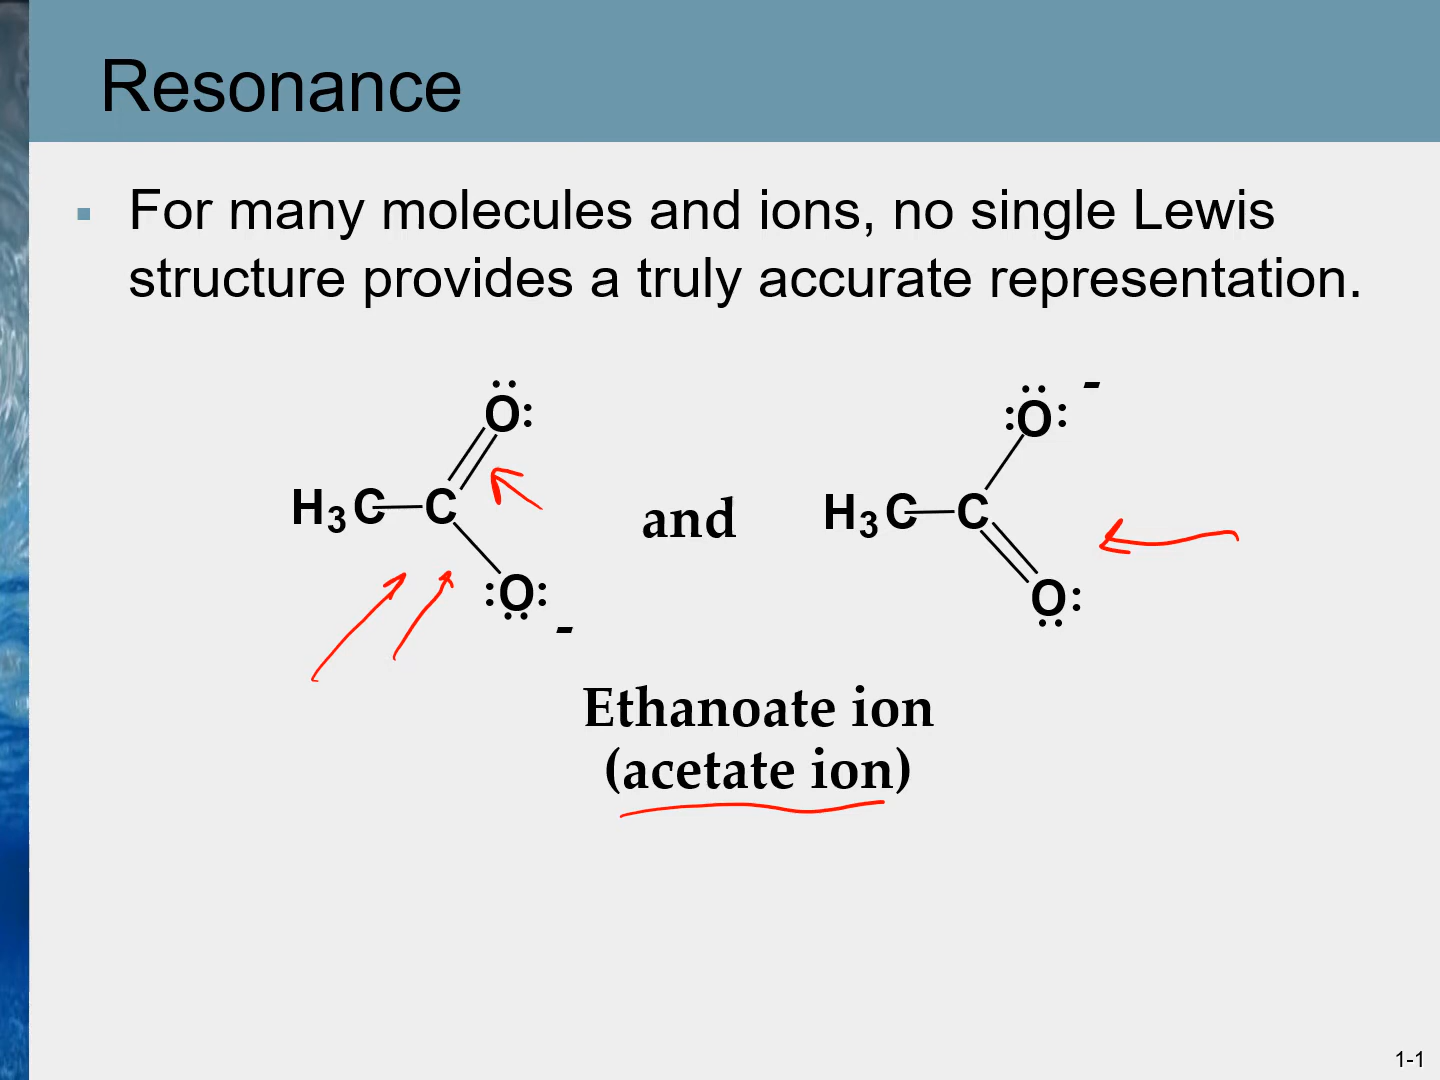 Resonance
▪ For many molecules and ions, no single Lewis
structure provides a truly accurate representation.
O
O -
H3C C
and
H3C C
O -
O
Ethanoate ion
(acetate ion)
1-1